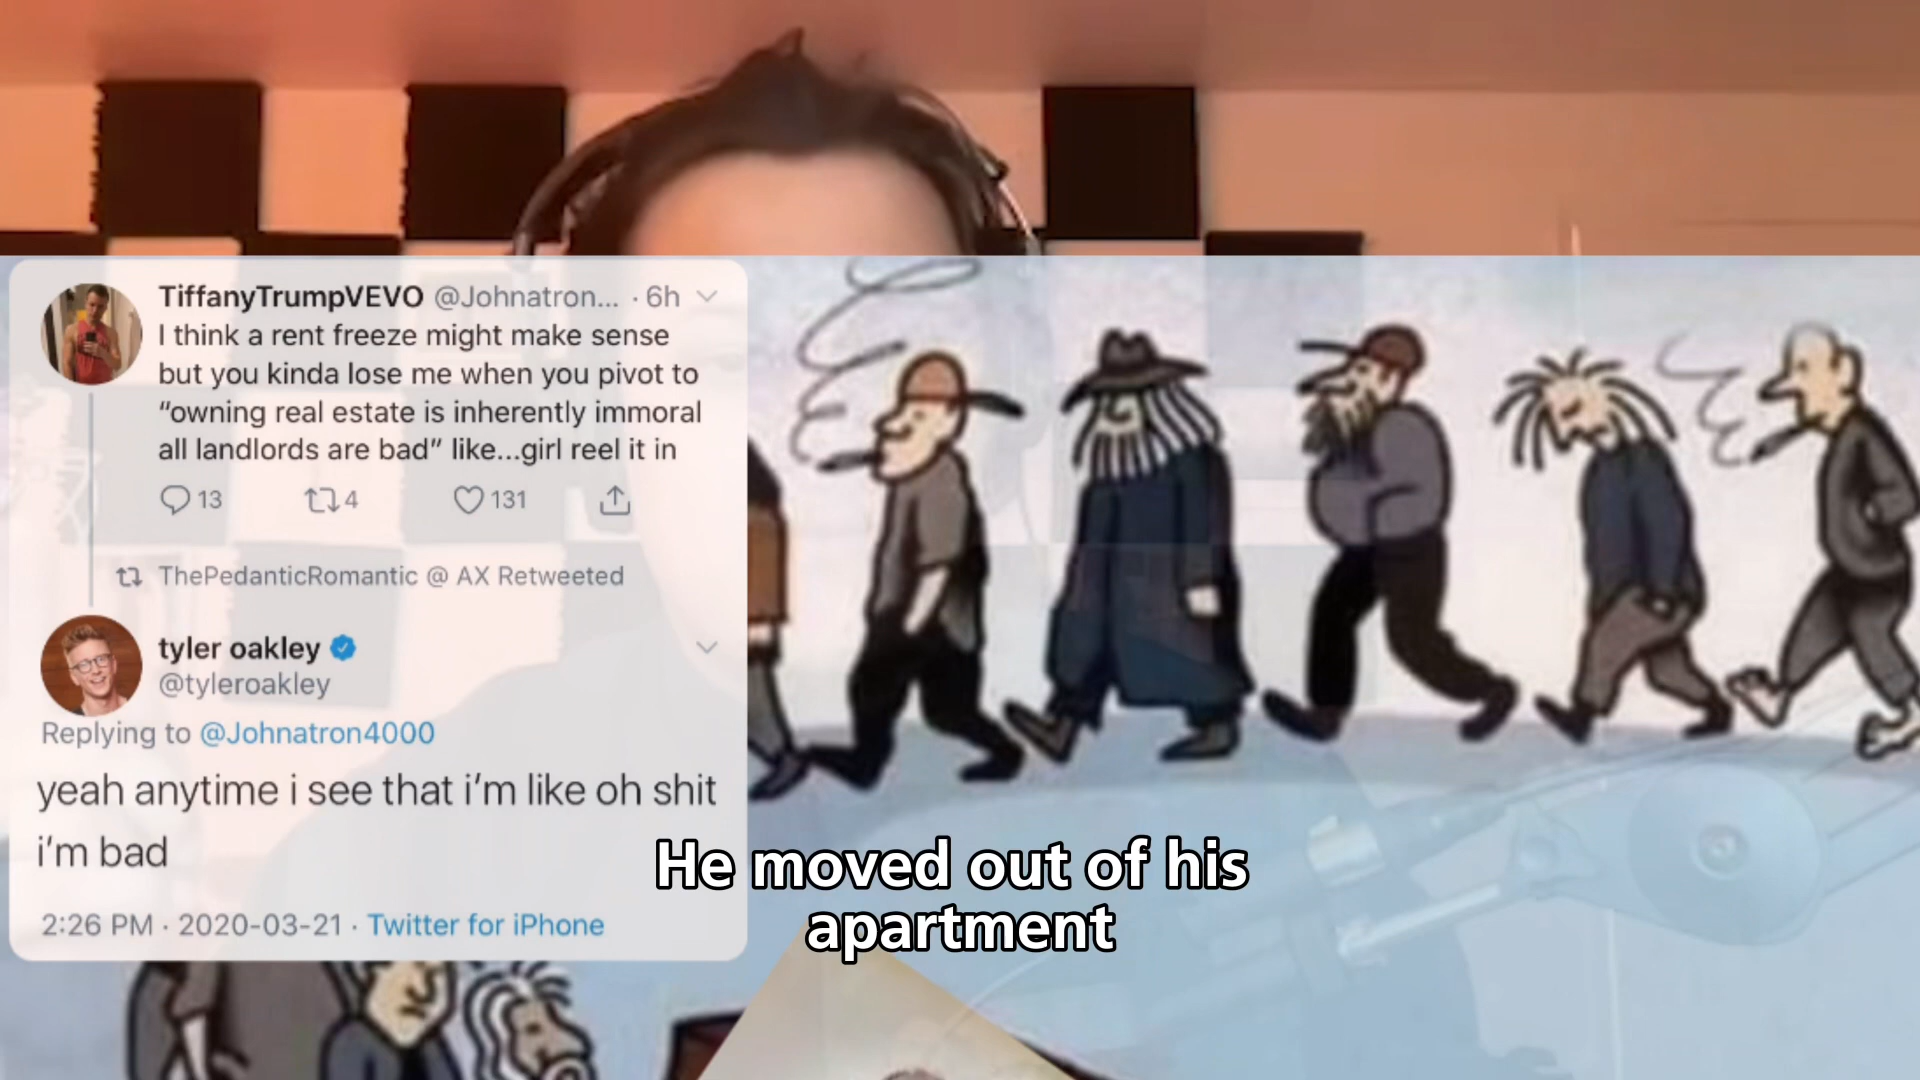 TiffanyTrumpVEVO @Johnatron... · 6h
I think a rent freeze might make sense
but you kinda lose me when you pivot to
“owning real estate is inherently immoral
all landlords are bad” like...girl reel it in
13 4 131
ThePedanticRomantic @ AX Retweeted
tyler oakley
@tyleroakley
Replying to @Johnatron4000
yeah anytime i see that i’m like oh shit
i’m bad
2:26 PM · 2020-03-21 · Twitter for iPhone
He moved out of his
apartment